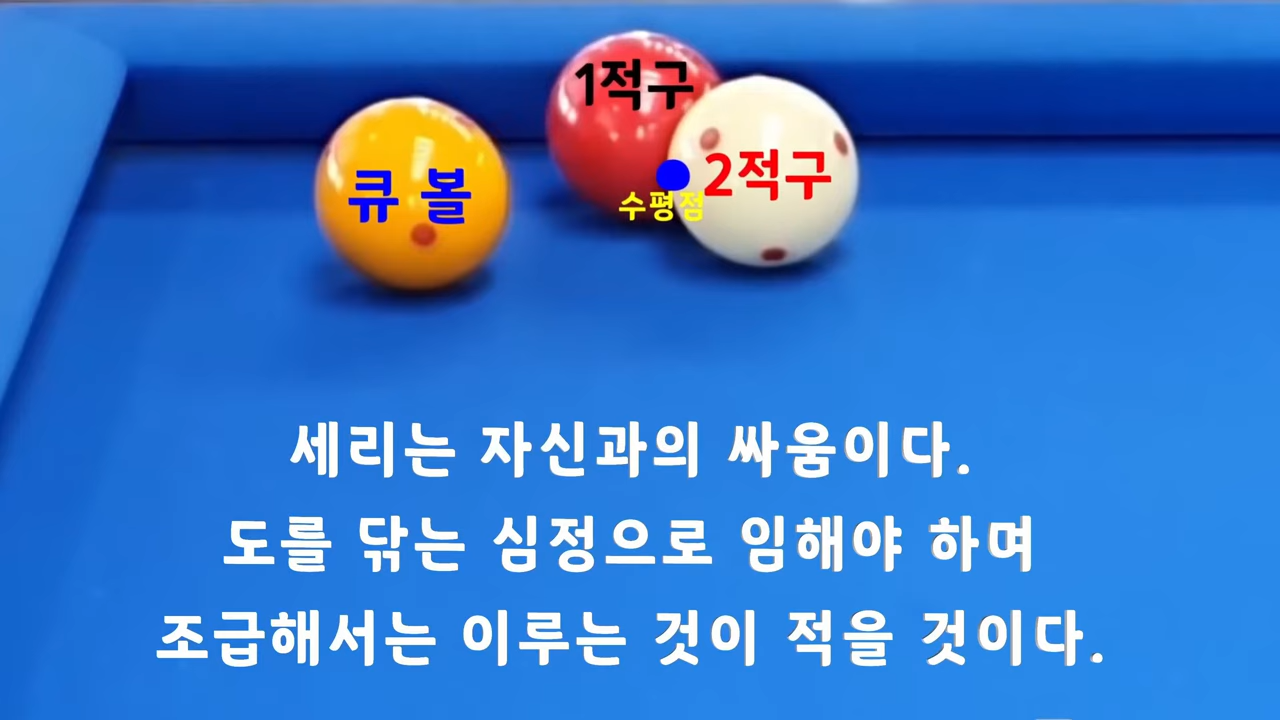 1적구
큐 볼
2적구
수평점
세리는 자신과의 싸움이다.
도를 닦는 심정으로 임해야 하며
조급해서는 이루는 것이 적을 것이다.